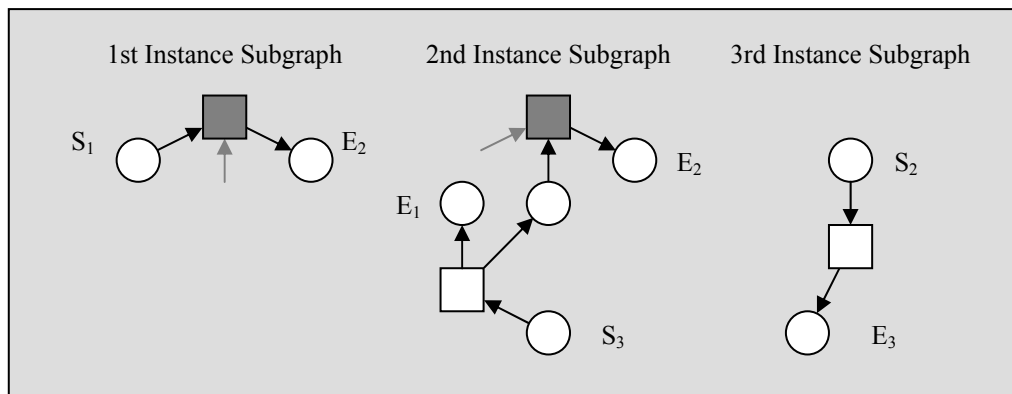 1st Instance Subgraph
2nd Instance Subgraph
3rd Instance Subgraph
S₁
E₂
E₂
S₂
E₁
S₃
E₃